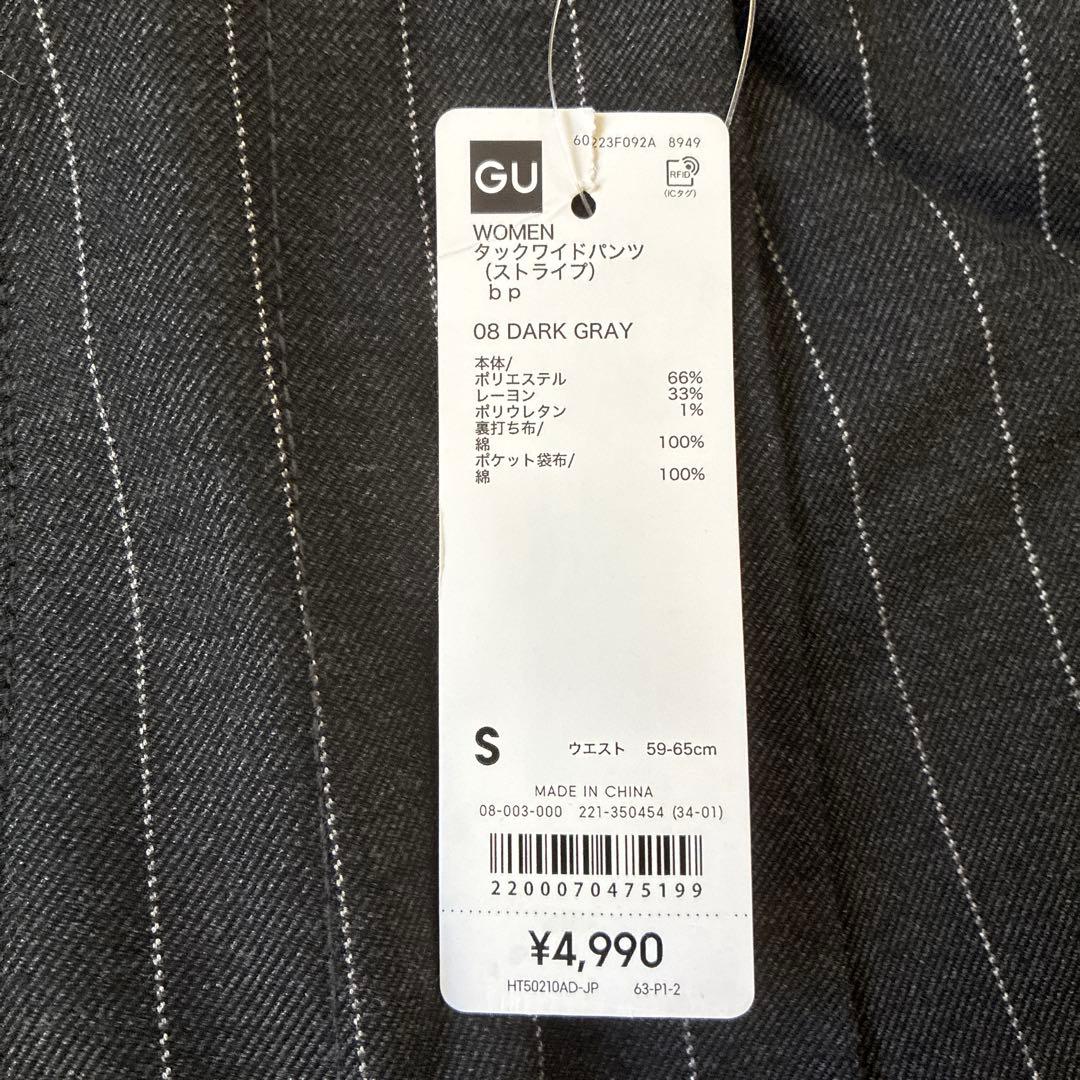 60223F092A 8949
GU
RFID
(ICタグ)
WOMEN
タックワイドパンツ
（ストライプ）
ｂｐ
08 DARK GRAY
本体/
ポリエステル 66%
レーヨン 33%
ポリウレタン 1%
裏打ち布/
綿 100%
ポケット袋布/
綿 100%
S ウエスト 59-65cm
MADE IN CHINA
08-003-000 221-350454 (34-01)
2200070475199
¥4,990
HT50210AD-JP 63-P1-2